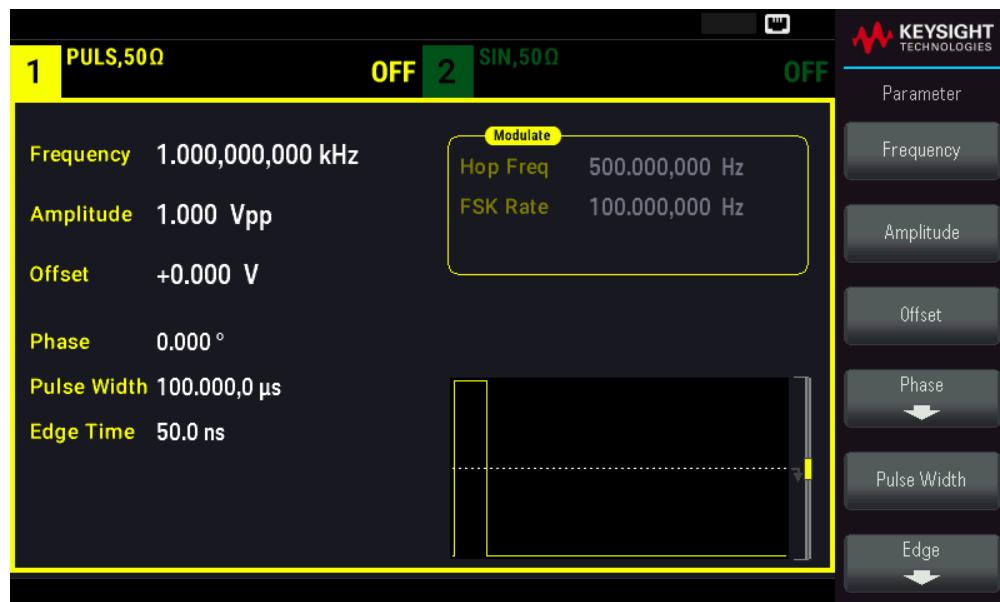 KEYSIGHT
TECHNOLOGIES
1 PULS,50Ω OFF 2 SIN,50Ω OFF
Parameter
Frequency 1.000,000,000 kHz
Amplitude 1.000 Vpp
Offset +0.000 V
Phase 0.000 °
Pulse Width 100.000,0 µs
Edge Time 50.0 ns
Modulate
Hop Freq 500.000,000 Hz
FSK Rate 100.000,000 Hz
Frequency
Amplitude
Offset
Phase
Pulse Width
Edge